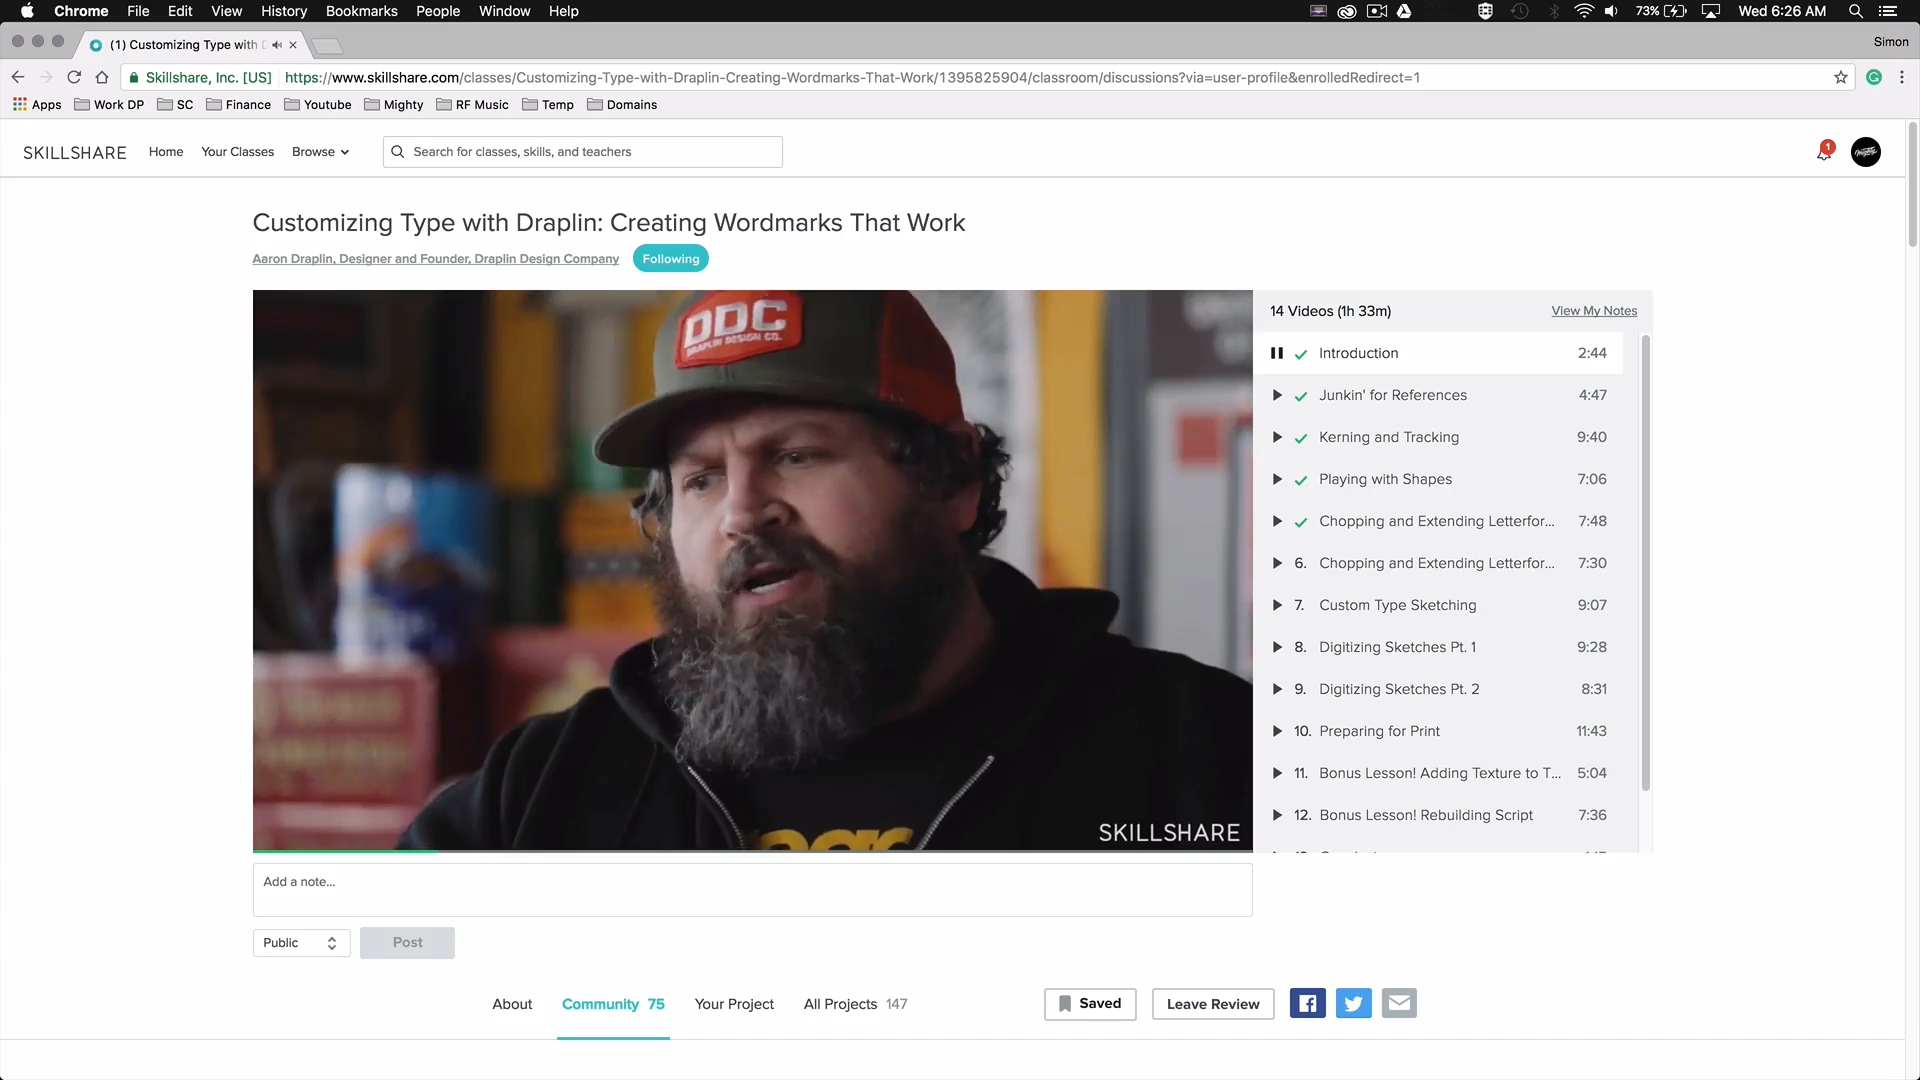 Chrome File Edit View History Bookmarks People Window Help
73% Wed 6:26 AM
(1) Customizing Type with D
Simon
Skillshare, Inc. [US] https://www.skillshare.com/classes/Customizing-Type-with-Draplin-Creating-Wordmarks-That-Work/1395825904/classroom/discussions?via=user-profile&enrolledRedirect=1
Apps Work DP SC Finance Youtube Mighty RF Music Temp Domains
SKILLSHARE Home Your Classes Browse Search for classes, skills, and teachers 1
Customizing Type with Draplin: Creating Wordmarks That Work
Aaron Draplin, Designer and Founder, Draplin Design Company Following
DDC
DRAPLIN DESIGN CO.
SKILLSHARE
14 Videos (1h 33m) View My Notes
Introduction 2:44
Junkin' for References 4:47
Kerning and Tracking 9:40
Playing with Shapes 7:06
Chopping and Extending Letterfor... 7:48
6. Chopping and Extending Letterfor... 7:30
7. Custom Type Sketching 9:07
8. Digitizing Sketches Pt. 1 9:28
9. Digitizing Sketches Pt. 2 8:31
10. Preparing for Print 11:43
11. Bonus Lesson! Adding Texture to T... 5:04
12. Bonus Lesson! Rebuilding Script 7:36
Add a note...
Public Post
About Community 75 Your Project All Projects 147 Saved Leave Review